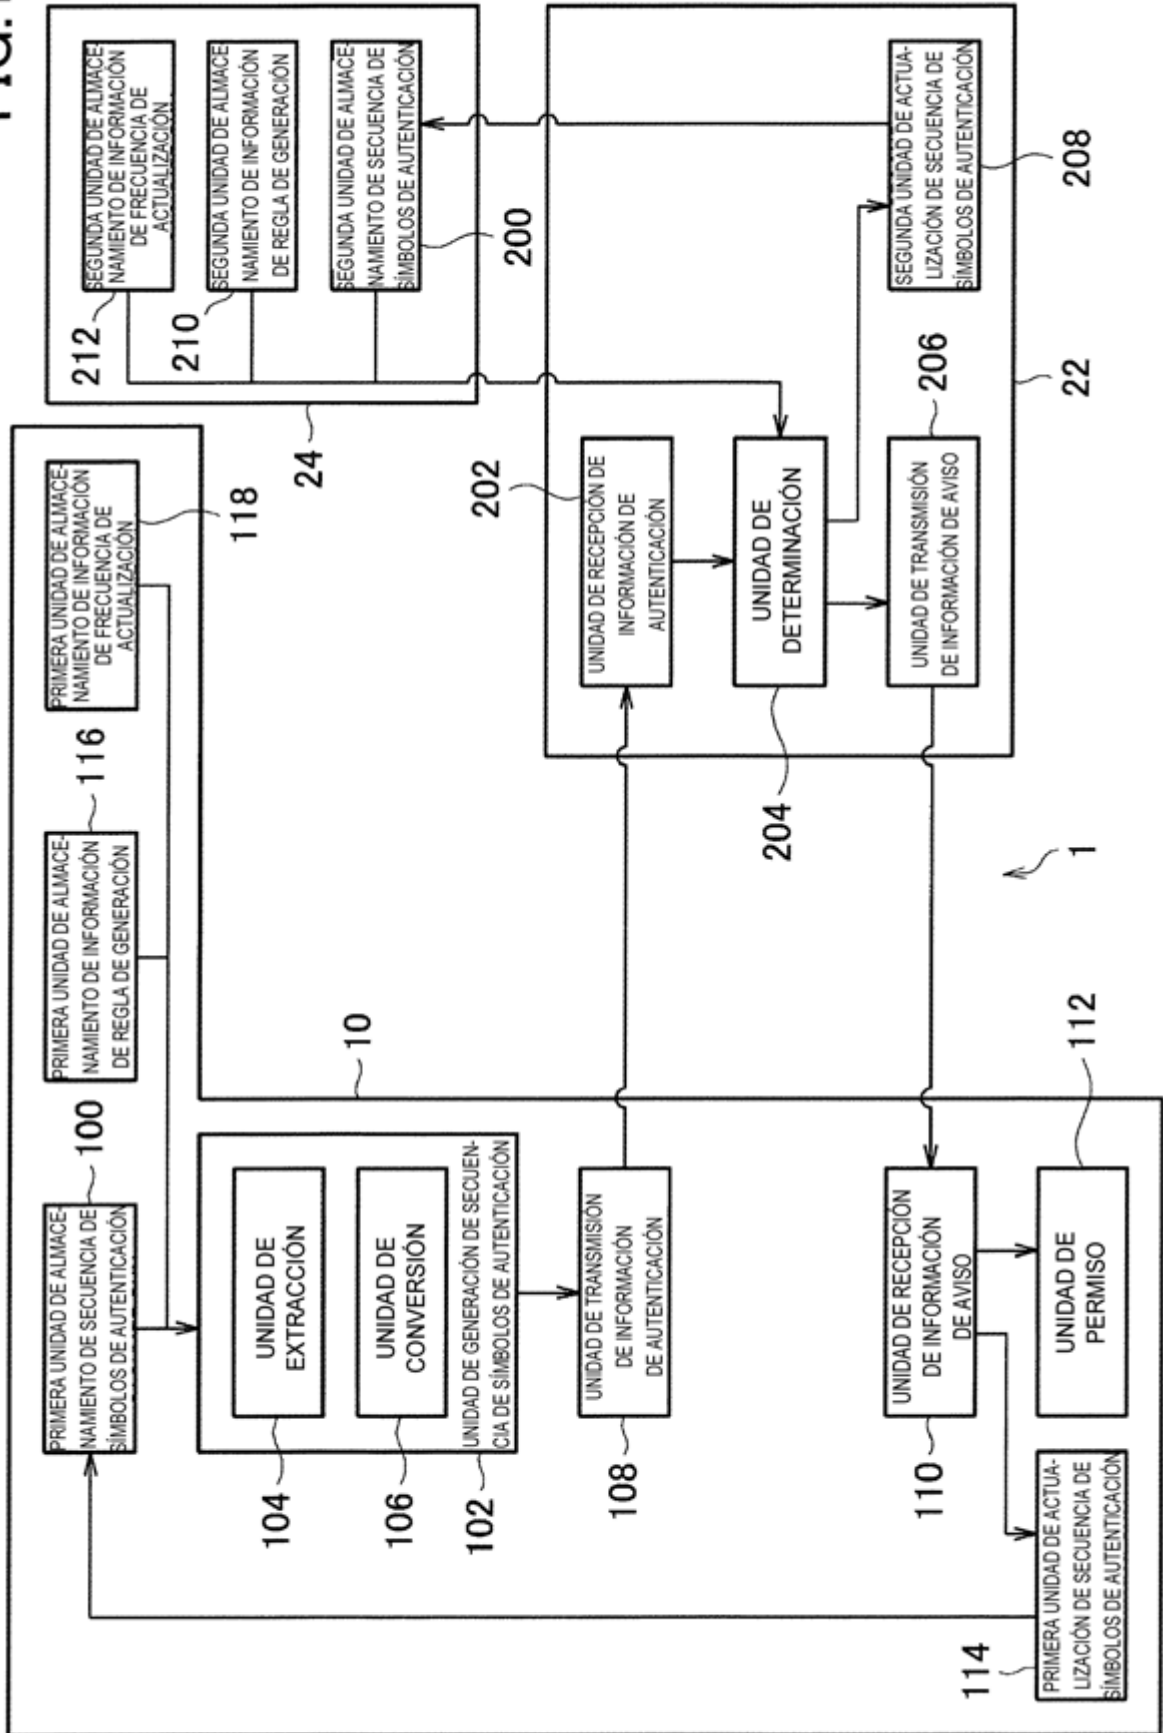 PRIMERA UNIDAD DE ALMACE-
NAMIENTO DE SECUENCIA DE
SÍMBOLOS DE AUTENTICACIÓN
100
PRIMERA UNIDAD DE ALMACE-
NAMIENTO DE INFORMACIÓN
DE REGLA DE GENERACIÓN
116
PRIMERA UNIDAD DE ALMACE-
NAMIENTO DE INFORMACIÓN
DE FRECUENCIA DE
ACTUALIZACIÓN
118
212
SEGUNDA UNIDAD DE ALMACE-
NAMIENTO DE INFORMACIÓN
DE FRECUENCIA DE
ACTUALIZACIÓN
210
SEGUNDA UNIDAD DE ALMACE-
NAMIENTO DE INFORMACIÓN
DE REGLA DE GENERACIÓN
SEGUNDA UNIDAD DE ALMACE-
NAMIENTO DE SECUENCIA DE
SÍMBOLOS DE AUTENTICACIÓN
200
24
10
104
UNIDAD DE
EXTRACCIÓN
106
UNIDAD DE
CONVERSIÓN
102
UNIDAD DE GENERACIÓN DE SECUEN-
CIA DE SÍMBOLOS DE AUTENTICACIÓN
108
UNIDAD DE TRANSMISIÓN
DE INFORMACIÓN
DE AUTENTICACIÓN
202
UNIDAD DE RECEPCIÓN DE
INFORMACIÓN DE
AUTENTICACIÓN
204
UNIDAD DE
DETERMINACIÓN
110
UNIDAD DE RECEPCIÓN
DE INFORMACIÓN
DE AVISO
206
UNIDAD DE TRANSMISIÓN
DE INFORMACIÓN DE AVISO
SEGUNDA UNIDAD DE ACTUA-
LIZACIÓN DE SECUENCIA DE
SÍMBOLOS DE AUTENTICACIÓN
208
22
114
PRIMERA UNIDAD DE ACTUA-
LIZACIÓN DE SECUENCIA DE
SÍMBOLOS DE AUTENTICACIÓN
UNIDAD DE
PERMISO
112
1